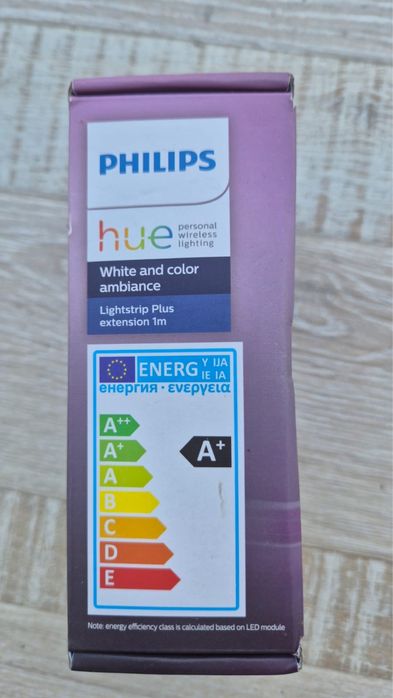 PHILIPS
hue personal wireless lighting
White and color
ambiance
Lightstrip Plus
extension 1m
ENERG Y IJA
IE IA
енергия · ενεργεια
A++
A+
A+
A
B
C
D
E
Note: energy efficiency class is calculated based on LED module